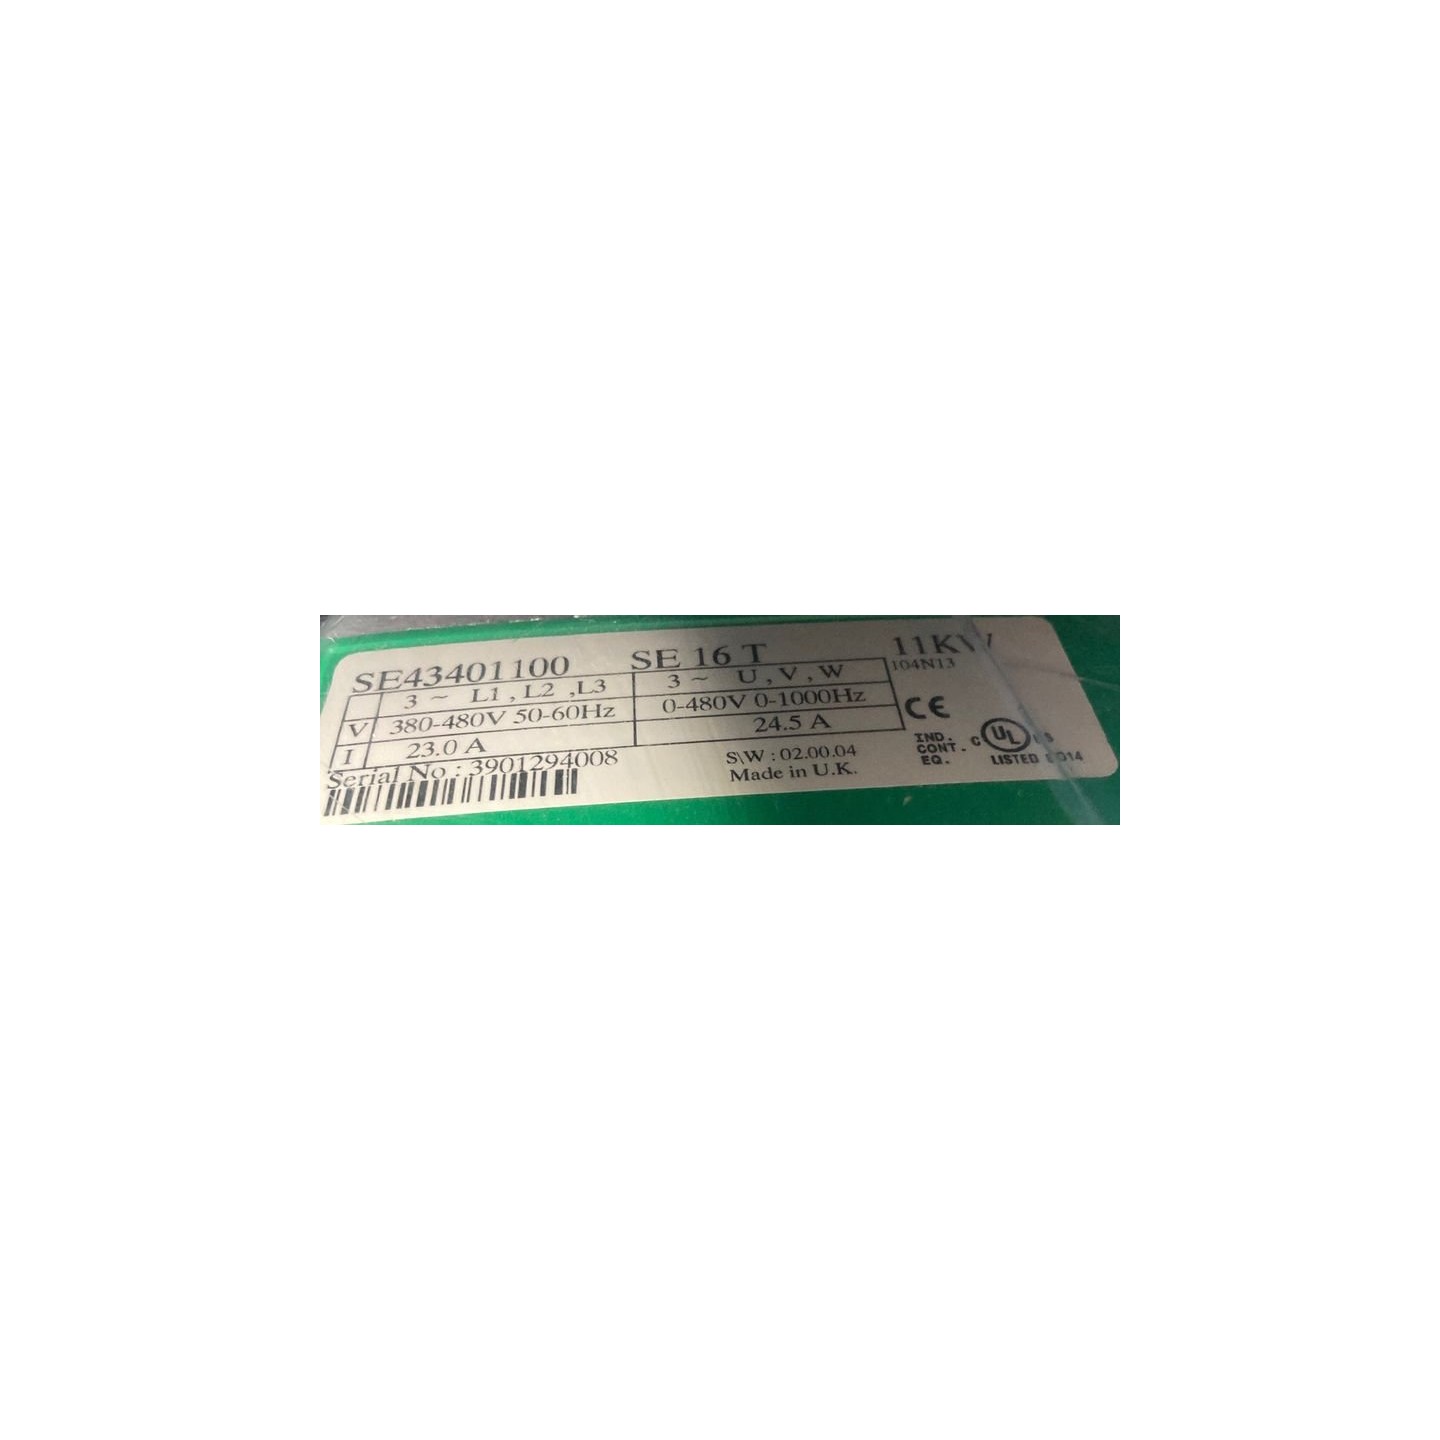 SE43401100 SE 16 T 11KW
104N13
3 ~ L1 , L2 , L3 3 ~ U , V , W
V 380-480V 50-60Hz 0-480V 0-1000Hz
I 23.0 A 24.5 A
Serial No : 3901294008
S\W : 02.00.04
Made in U.K.
CE
IND.
CONT.
EQ.
C UL
LISTED